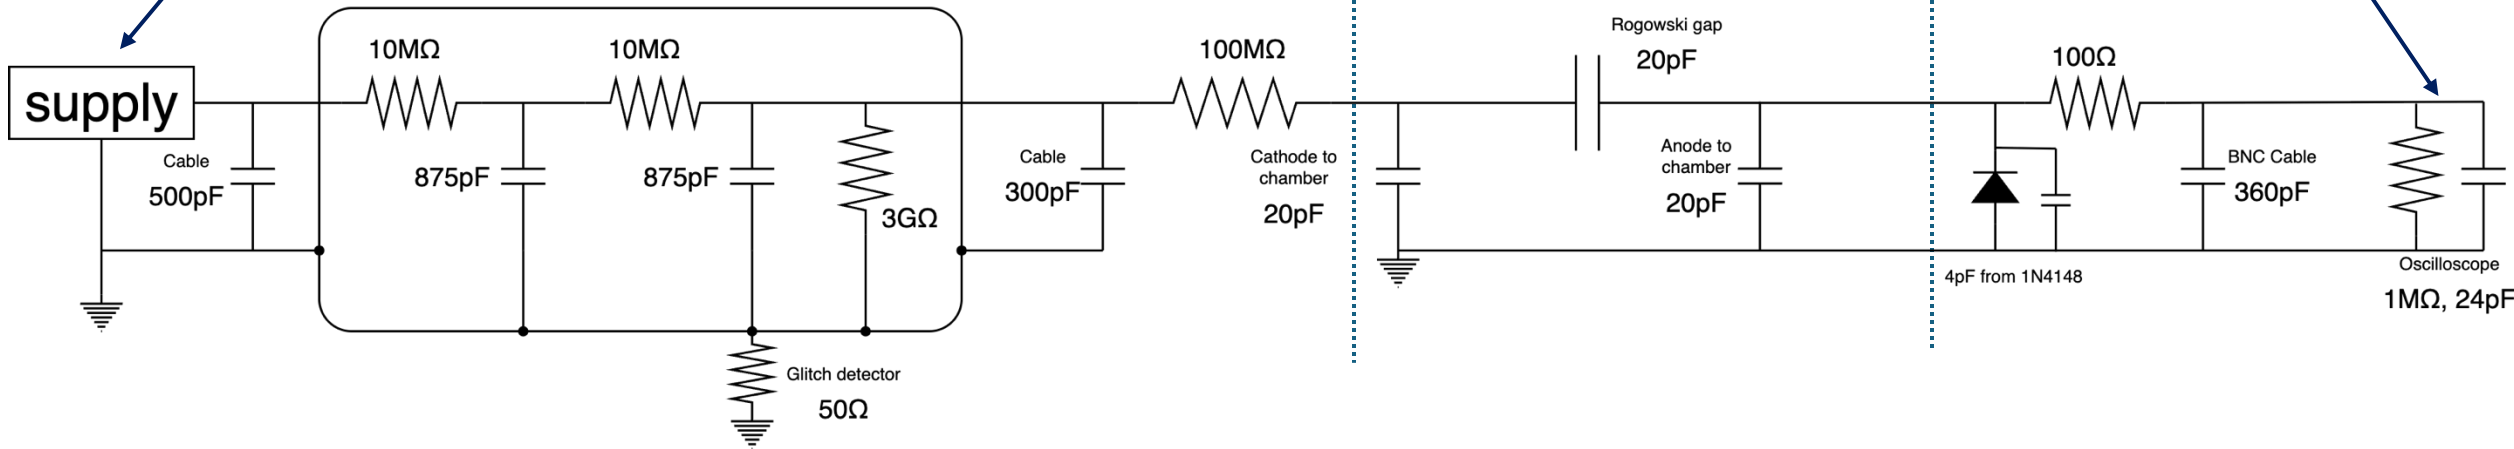 supply
Cable
500pF
10MΩ
875pF
10MΩ
875pF
3GΩ
Glitch detector
50Ω
Cable
300pF
100MΩ
Cathode to
chamber
20pF
Rogowski gap
20pF
Anode to
chamber
20pF
4pF from 1N4148
100Ω
BNC Cable
360pF
Oscilloscope
1MΩ, 24pF